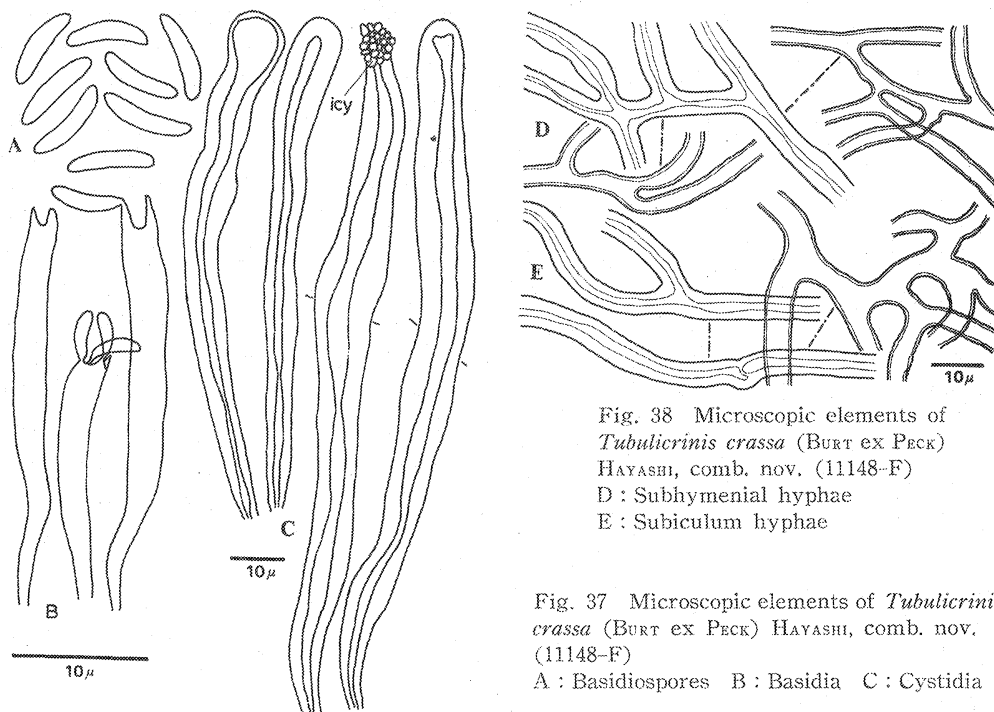 A
icy
B
C
10μ
10μ
D
E
10μ
Fig. 38 Microscopic elements of
Tubulicrinis crassa (BURT ex PECK)
HAYASHI, comb. nov. (11148-F)
D : Subhymenial hyphae
E : Subiculum hyphae
Fig. 37 Microscopic elements of Tubulicrini
crassa (BURT ex PECK) HAYASHI, comb. nov.
(11148-F)
A : Basidiospores B : Basidia C : Cystidia